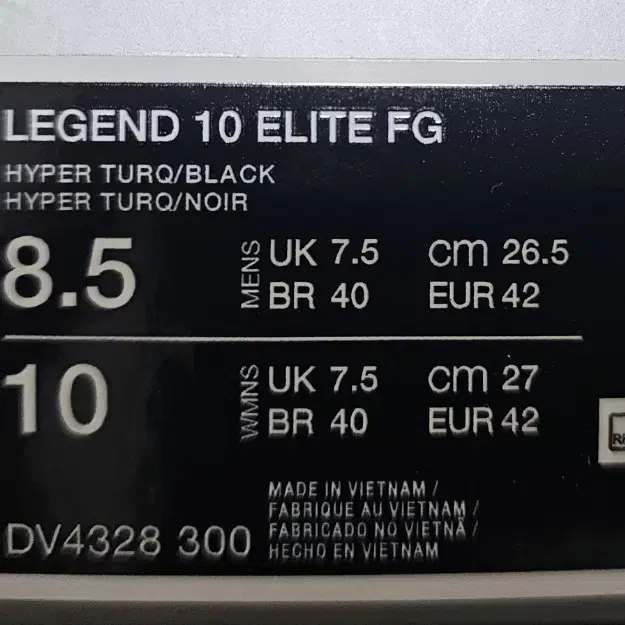 LEGEND 10 ELITE FG
HYPER TURQ/BLACK
HYPER TURQ/NOIR
8.5 MENS UK 7.5 cm 26.5
BR 40 EUR 42
10 WMNS UK 7.5 cm 27
BR 40 EUR 42
MADE IN VIETNAM /
FABRIQUE AU VIETNAM /
FABRICADO NO VIETNÃ /
HECHO EN VIETNAM
DV4328 300